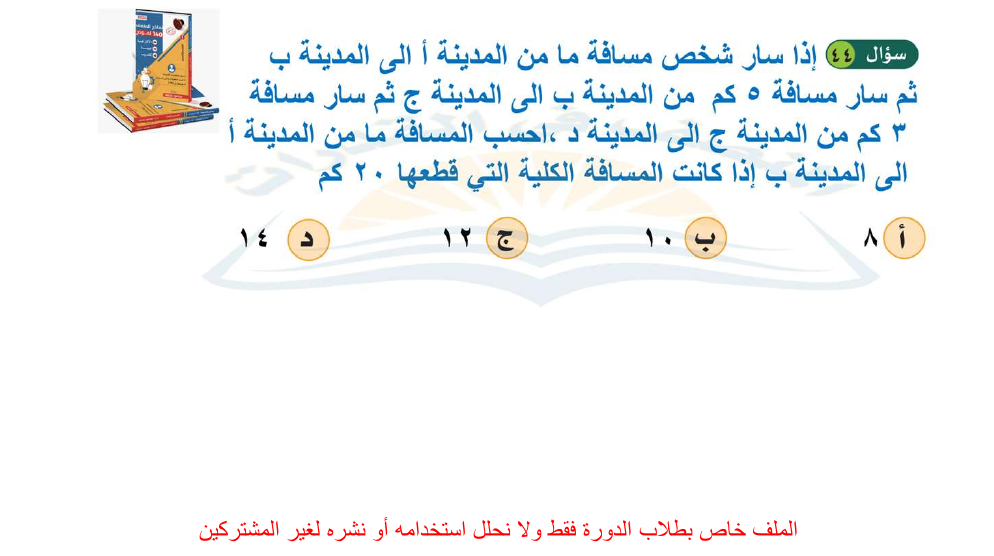 سؤال ٤٤ إذا سار شخص مسافة ما من المدينة أ الى المدينة ب
ثم سار مسافة ٥ كم من المدينة ب الى المدينة ج ثم سار مسافة
٣ كم من المدينة ج الى المدينة د ،احسب المسافة ما من المدينة أ
الى المدينة ب إذا كانت المسافة الكلية التي قطعها ٢٠ كم
أ ٨ ب ١٠ ج ١٢ د ١٤
الملف خاص بطلاب الدورة فقط ولا نحلل استخدامه أو نشره لغير المشتركين